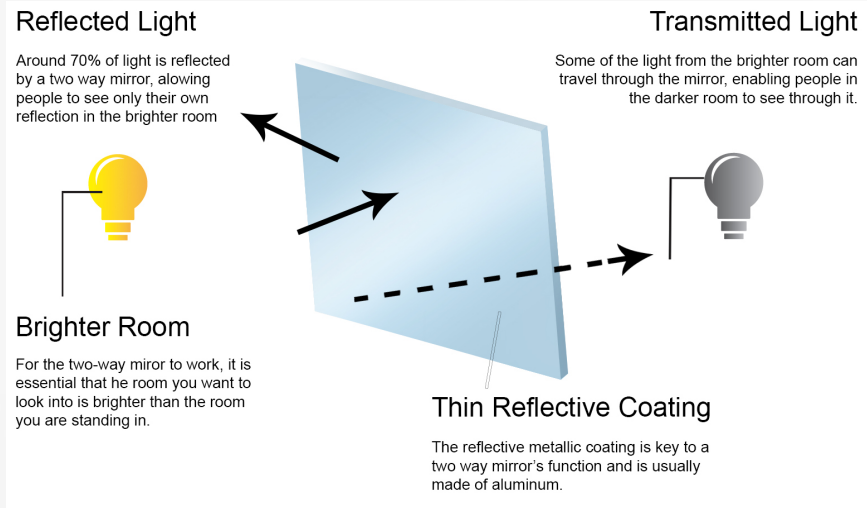 Reflected Light
Around 70% of light is reflected
by a two way mirror, alowing
people to see only their own
reflection in the brighter room
Transmitted Light
Some of the light from the brighter room can
travel through the mirror, enabling people in
the darker room to see through it.
Brighter Room
For the two-way miror to work, it is
essential that he room you want to
look into is brighter than the room
you are standing in.
Thin Reflective Coating
The reflective metallic coating is key to a
two way mirror's function and is usually
made of aluminum.